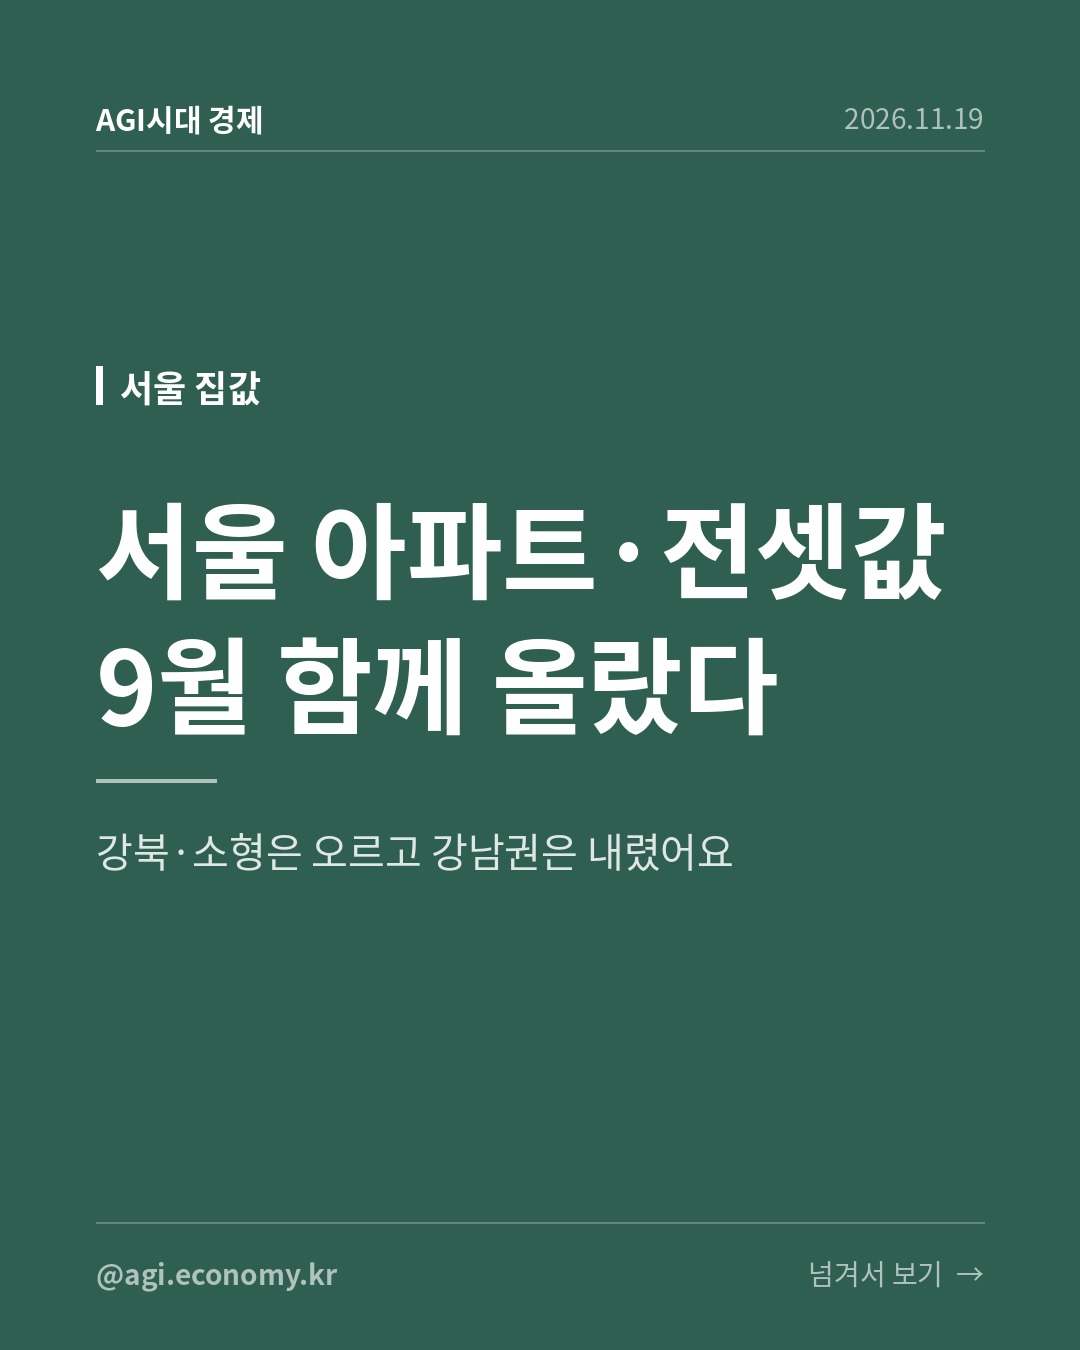 AGI시대 경제
2026.11.19
서울 집값
서울 아파트·전셋값
9월 함께 올랐다
강북·소형은 오르고 강남권은 내렸어요
@agi.economy.kr
넘겨서 보기 →